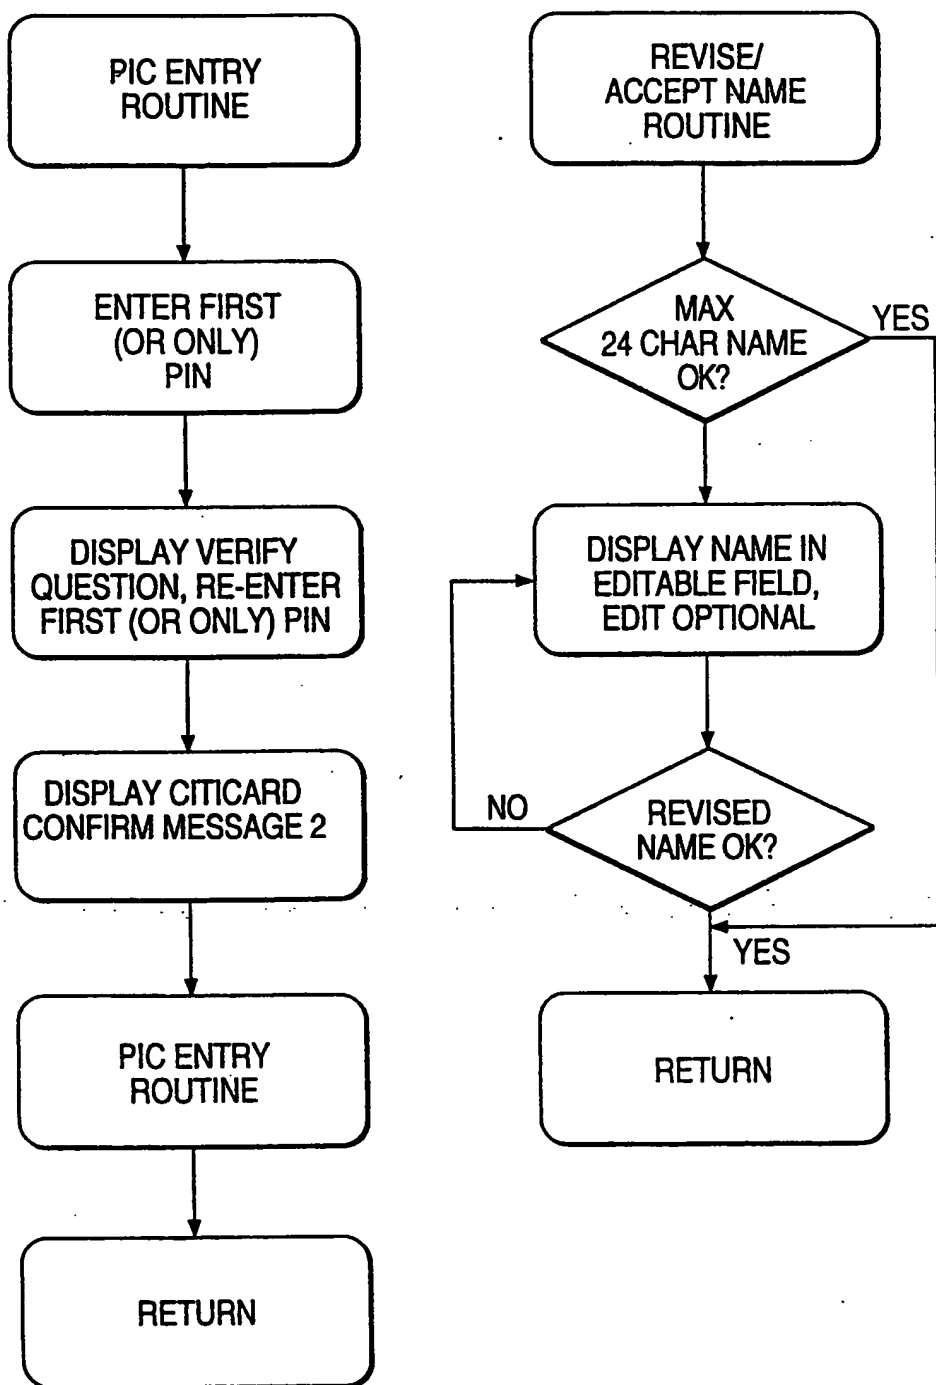 PIC ENTRY
ROUTINE
ENTER FIRST
(OR ONLY)
PIN
DISPLAY VERIFY
QUESTION, RE-ENTER
FIRST (OR ONLY) PIN
DISPLAY CITICARD
CONFIRM MESSAGE 2
PIC ENTRY
ROUTINE
RETURN
REVISE/
ACCEPT NAME
ROUTINE
MAX
24 CHAR NAME
OK?
YES
DISPLAY NAME IN
EDITABLE FIELD,
EDIT OPTIONAL
NO
REVISED
NAME OK?
YES
RETURN